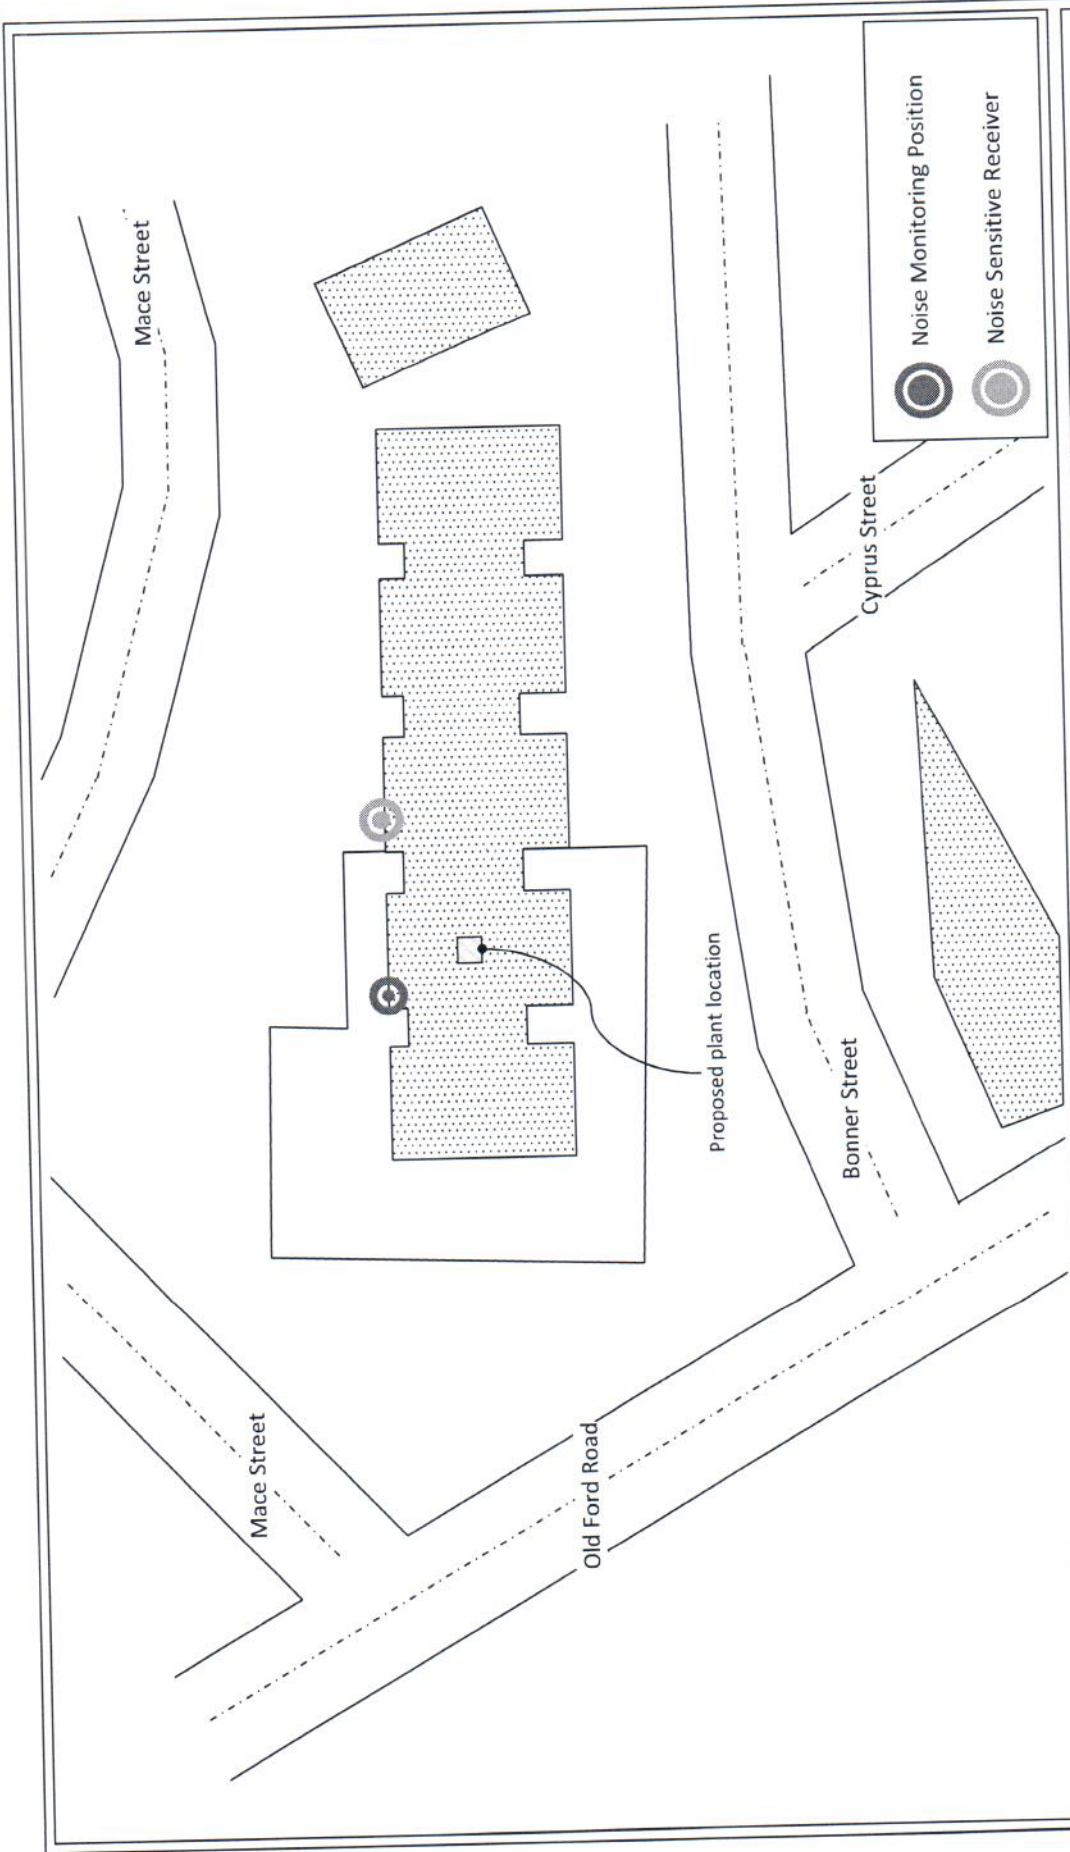 Mace Street
Mace Street
Old Ford Road
Proposed plant location
Bonner Street
Cyprus Street
Noise Monitoring Position
Noise Sensitive Receiver